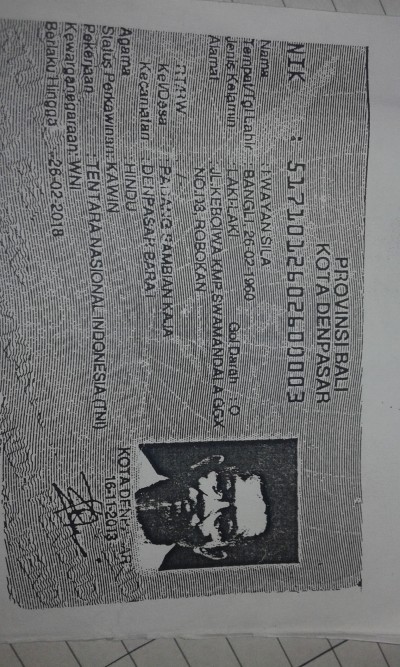 PROVINSI BALI
KOTA DENPASAR
NIK : 5171012602600003
Nama : I WAYAN SILA
Tempat/Tgl Lahir : BANGLI, 26-02-1960
Jenis Kelamin : LAKI-LAKI Gol Darah : O
Alamat : JL.KEBOIWA KMP SWAMANDALA GGX
NO.18, ROBOKAN
RT/RW : -/-
Kel/Desa : PADANG SAMBIAN KAJA
Kecamatan : DENPASAR BARAT
Agama : HINDU
Status Perkawinan: KAWIN
Pekerjaan : TENTARA NASIONAL INDONESIA (TNI)
Kewarganegaraan: WNI
Berlaku Hingga : 26-02-2018
KOTA DENPASAR
16-11-2013